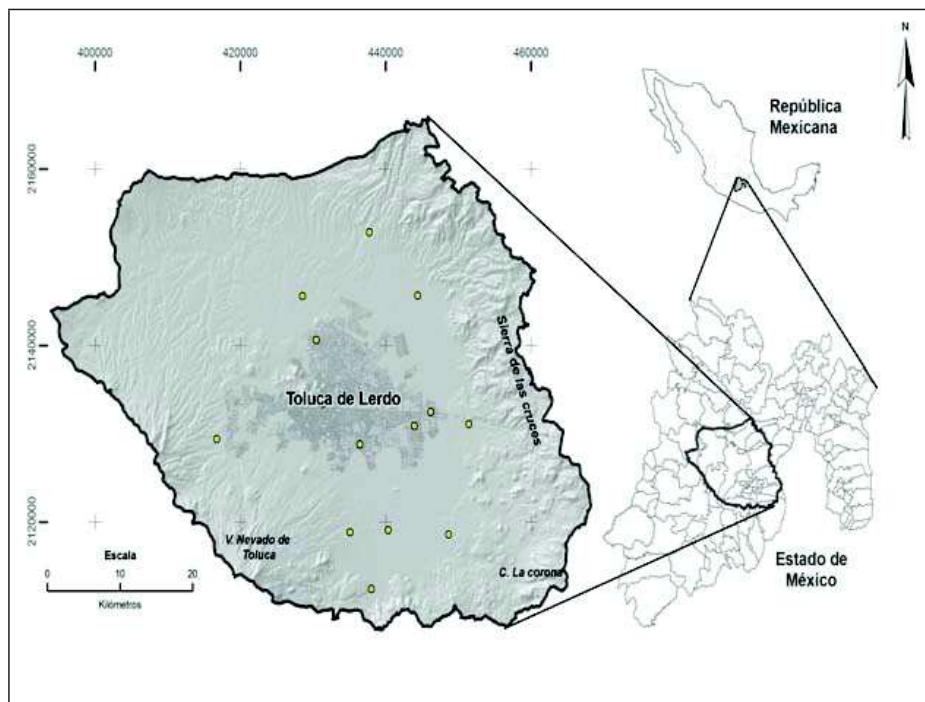 400000
420000
440000
460000
N
República
Mexicana
2160000
2140000
2120000
Sierra de las cruces
Toluca de Lerdo
V. Nevado de
Toluca
C. La corona
Escala
0 10 20
Kilómetros
Estado de
México